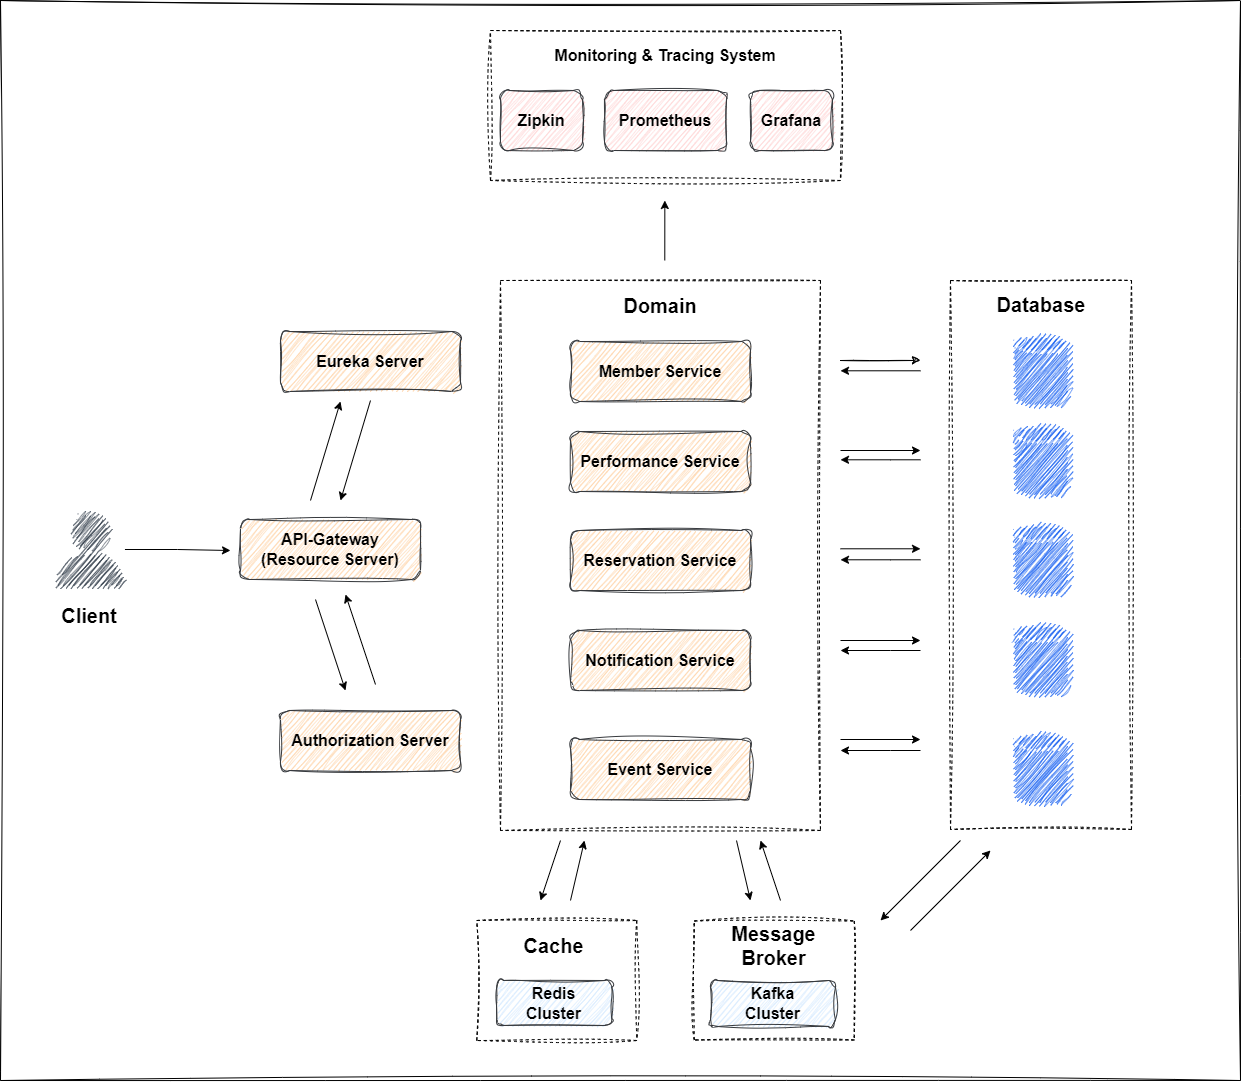 Monitoring & Tracing System
Zipkin
Prometheus
Grafana
Domain
Database
Eureka Server
Member Service
Performance Service
API-Gateway
(Resource Server)
Reservation Service
Client
Notification Service
Authorization Server
Event Service
Cache
Redis
Cluster
Message
Broker
Kafka
Cluster